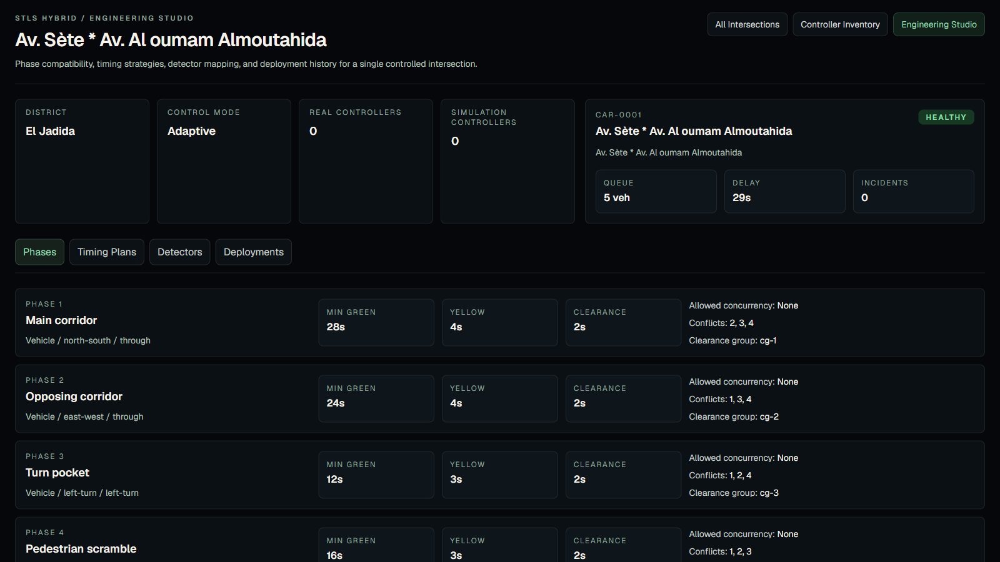 STLS HYBRID / ENGINEERING STUDIO
Av. Sète * Av. Al oumam Almoutahida
Phase compatibility, timing strategies, detector mapping, and deployment history for a single controlled intersection.
All Intersections
Controller Inventory
Engineering Studio
DISTRICT
El Jadida
CONTROL MODE
Adaptive
REAL CONTROLLERS
0
SIMULATION
CONTROLLERS
0
CAR-0001
HEALTHY
Av. Sète * Av. Al oumam Almoutahida
Av. Sète * Av. Al oumam Almoutahida
QUEUE
5 veh
DELAY
29s
INCIDENTS
0
Phases
Timing Plans
Detectors
Deployments
PHASE 1
Main corridor
Vehicle / north-south / through
MIN GREEN
28s
YELLOW
4s
CLEARANCE
2s
Allowed concurrency: None
Conflicts: 2, 3, 4
Clearance group: cg-1
PHASE 2
Opposing corridor
Vehicle / east-west / through
MIN GREEN
24s
YELLOW
4s
CLEARANCE
2s
Allowed concurrency: None
Conflicts: 1, 3, 4
Clearance group: cg-2
PHASE 3
Turn pocket
Vehicle / left-turn / left-turn
MIN GREEN
12s
YELLOW
3s
CLEARANCE
2s
Allowed concurrency: None
Conflicts: 1, 2, 4
Clearance group: cg-3
PHASE 4
Pedestrian scramble
MIN GREEN
16s
YELLOW
3s
CLEARANCE
2s
Allowed concurrency: None
Conflicts: 1, 2, 3